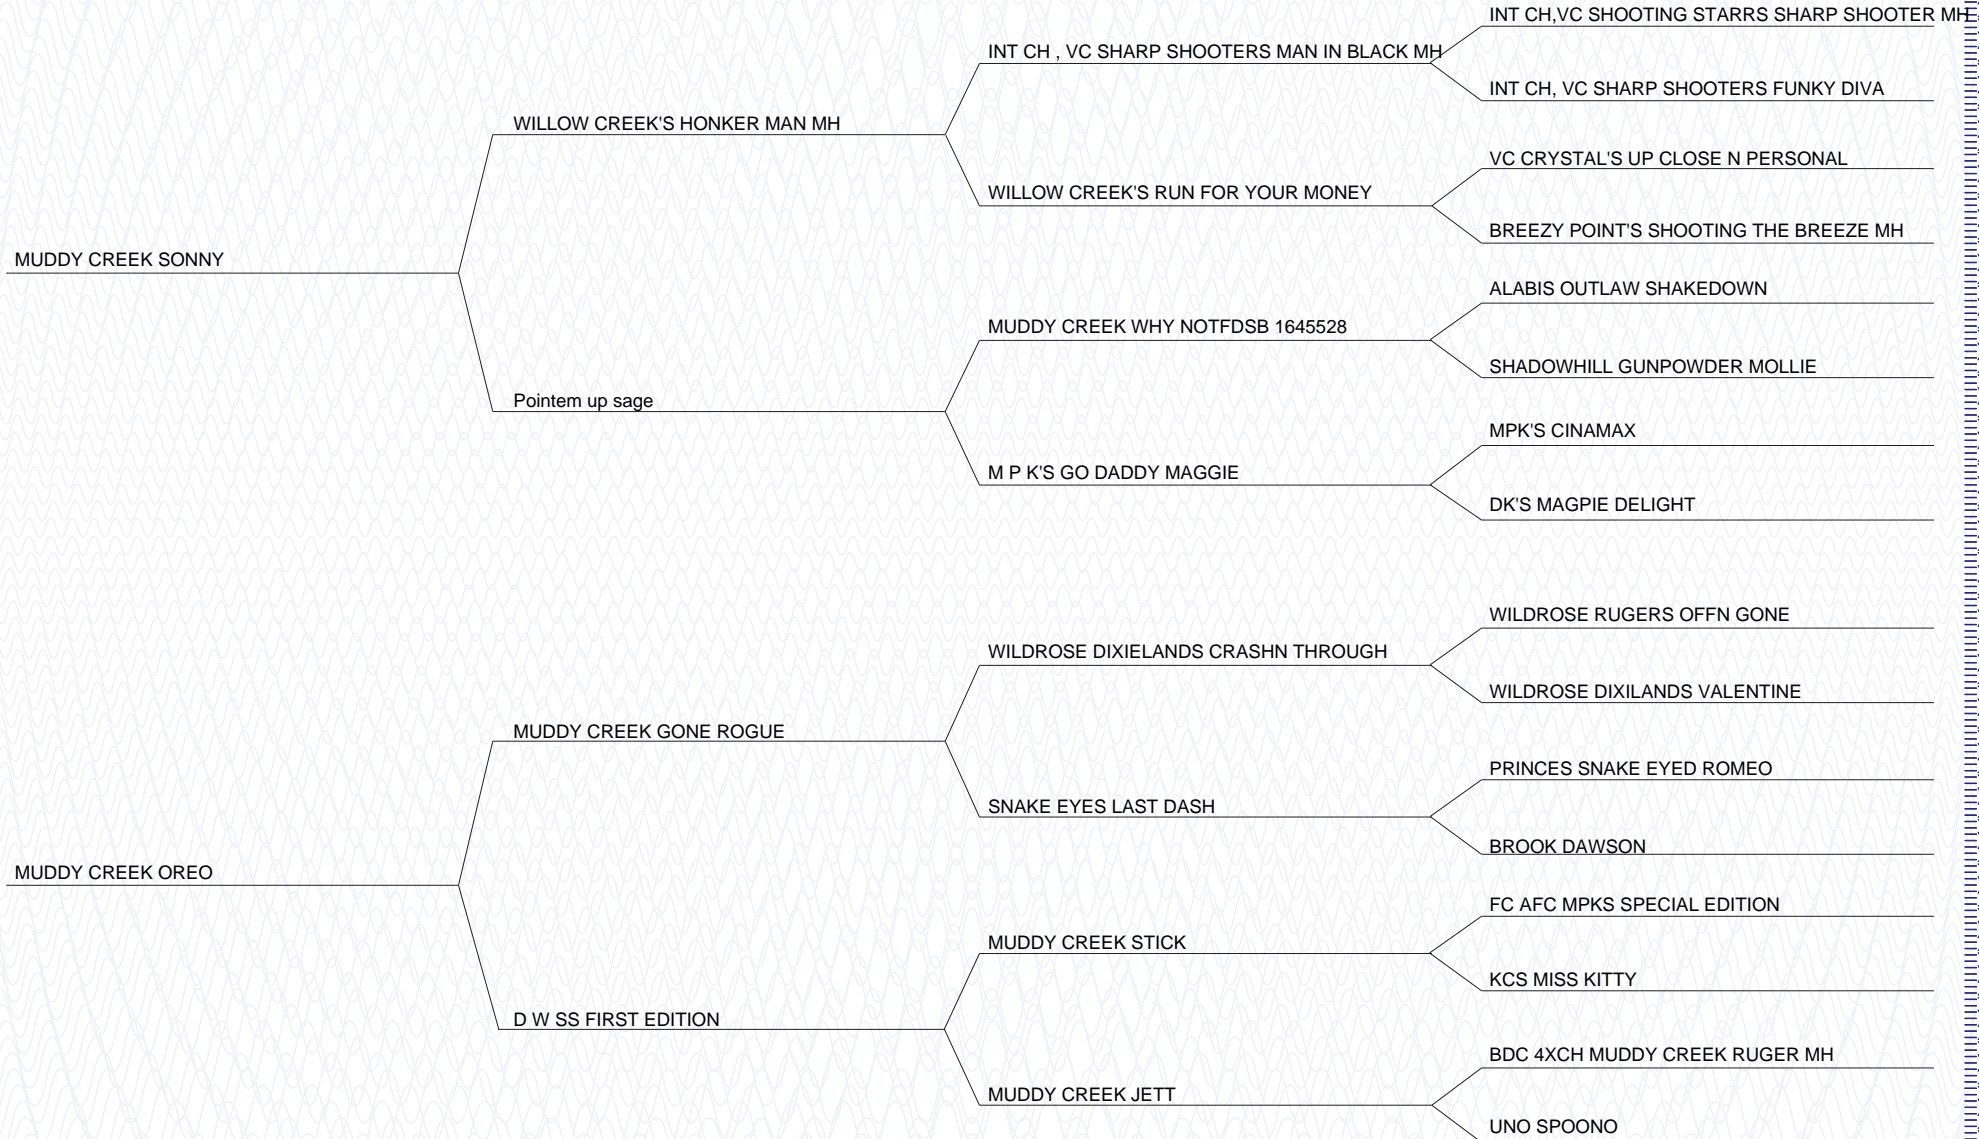 INT CH,VC SHOOTING STARRS SHARP SHOOTER MH
INT CH , VC SHARP SHOOTERS MAN IN BLACK MH
INT CH, VC SHARP SHOOTERS FUNKY DIVA
WILLOW CREEK'S HONKER MAN MH
VC CRYSTAL'S UP CLOSE N PERSONAL
WILLOW CREEK'S RUN FOR YOUR MONEY
BREEZY POINT'S SHOOTING THE BREEZE MH
MUDDY CREEK SONNY
ALABIS OUTLAW SHAKEDOWN
MUDDY CREEK WHY NOTFDSB 1645528
SHADOWHILL GUNPOWDER MOLLIE
Pointem up sage
MPK'S CINAMAX
M P K'S GO DADDY MAGGIE
DK'S MAGPIE DELIGHT
WILDROSE RUGERS OFFN GONE
WILDROSE DIXIELANDS CRASHN THROUGH
WILDROSE DIXILANDS VALENTINE
MUDDY CREEK GONE ROGUE
PRINCES SNAKE EYED ROMEO
SNAKE EYES LAST DASH
BROOK DAWSON
MUDDY CREEK OREO
FC AFC MPKS SPECIAL EDITION
MUDDY CREEK STICK
KCS MISS KITTY
D W SS FIRST EDITION
BDC 4XCH MUDDY CREEK RUGER MH
MUDDY CREEK JETT
UNO SPOONO